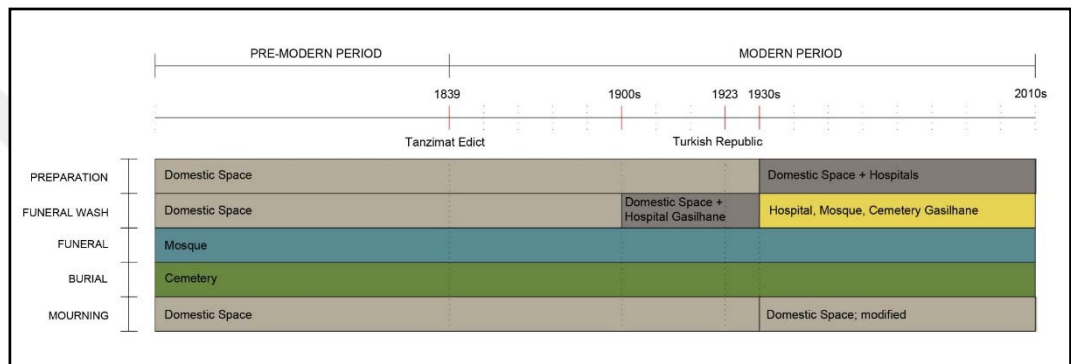 PRE-MODERN PERIOD MODERN PERIOD
1839 1900s 1923 1930s 2010s
Tanzimat Edict Turkish Republic
PREPARATION Domestic Space Domestic Space + Hospitals
FUNERAL WASH Domestic Space Domestic Space +
Hospital Gasilhane Hospital, Mosque, Cemetery Gasilhane
FUNERAL Mosque
BURIAL Cemetery
MOURNING Domestic Space Domestic Space; modified